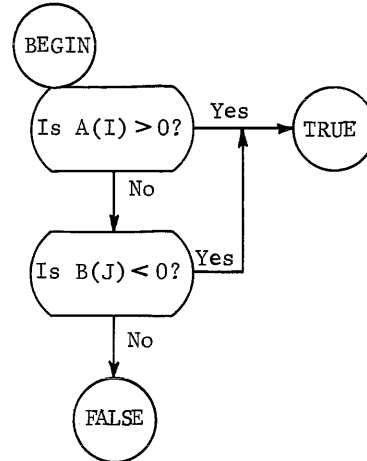 BEGIN
Is A(I) > 0?
Yes
TRUE
No
Is B(J) < 0?
Yes
No
FALSE